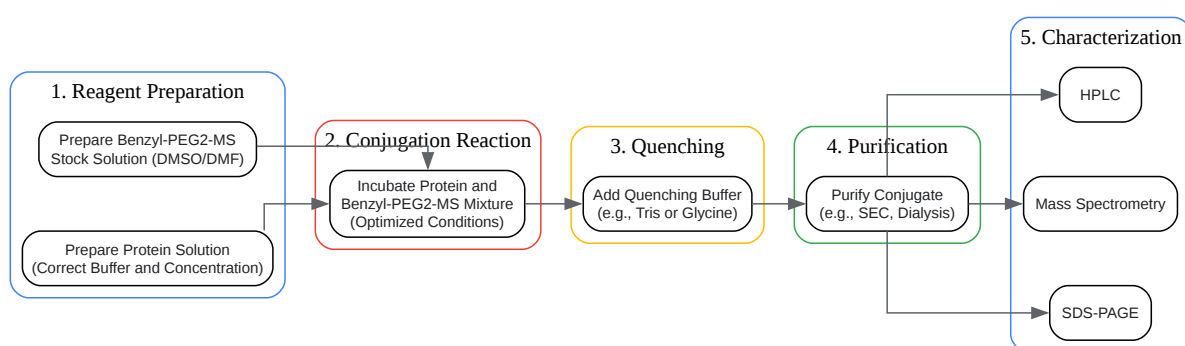 1. Reagent Preparation
Prepare Benzyl-PEG2-MS
Stock Solution (DMSO/DMF)
Prepare Protein Solution
(Correct Buffer and Concentration)
2. Conjugation Reaction
Incubate Protein and
Benzyl-PEG2-MS Mixture
(Optimized Conditions)
3. Quenching
Add Quenching Buffer
(e.g., Tris or Glycine)
4. Purification
Purify Conjugate
(e.g., SEC, Dialysis)
5. Characterization
HPLC
Mass Spectrometry
SDS-PAGE